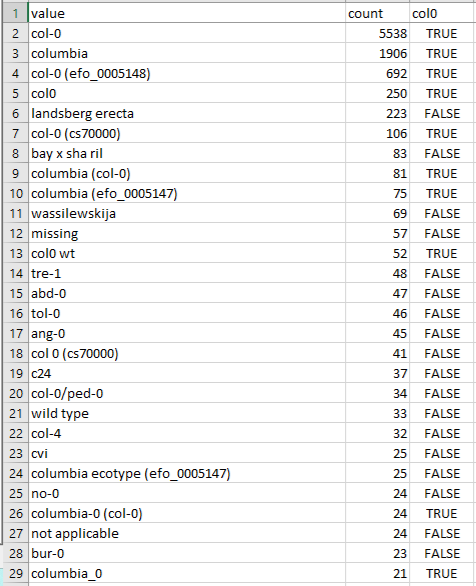 1 value count col0
2 col-0 5538 TRUE
3 columbia 1906 TRUE
4 col-0 (efo_0005148) 692 TRUE
5 col0 250 TRUE
6 landsberg erecta 223 FALSE
7 col-0 (cs70000) 106 TRUE
8 bay x sha ril 83 FALSE
9 columbia (col-0) 81 TRUE
10 columbia (efo_0005147) 75 TRUE
11 wassilewskija 69 FALSE
12 missing 57 FALSE
13 col0 wt 52 TRUE
14 tre-1 48 FALSE
15 abd-0 47 FALSE
16 tol-0 46 FALSE
17 ang-0 45 FALSE
18 col 0 (cs70000) 41 FALSE
19 c24 37 FALSE
20 col-0/ped-0 34 FALSE
21 wild type 33 FALSE
22 col-4 32 FALSE
23 cvi 25 FALSE
24 columbia ecotype (efo_0005147) 25 FALSE
25 no-0 24 FALSE
26 columbia-0 (col-0) 24 TRUE
27 not applicable 24 FALSE
28 bur-0 23 FALSE
29 columbia_0 21 TRUE